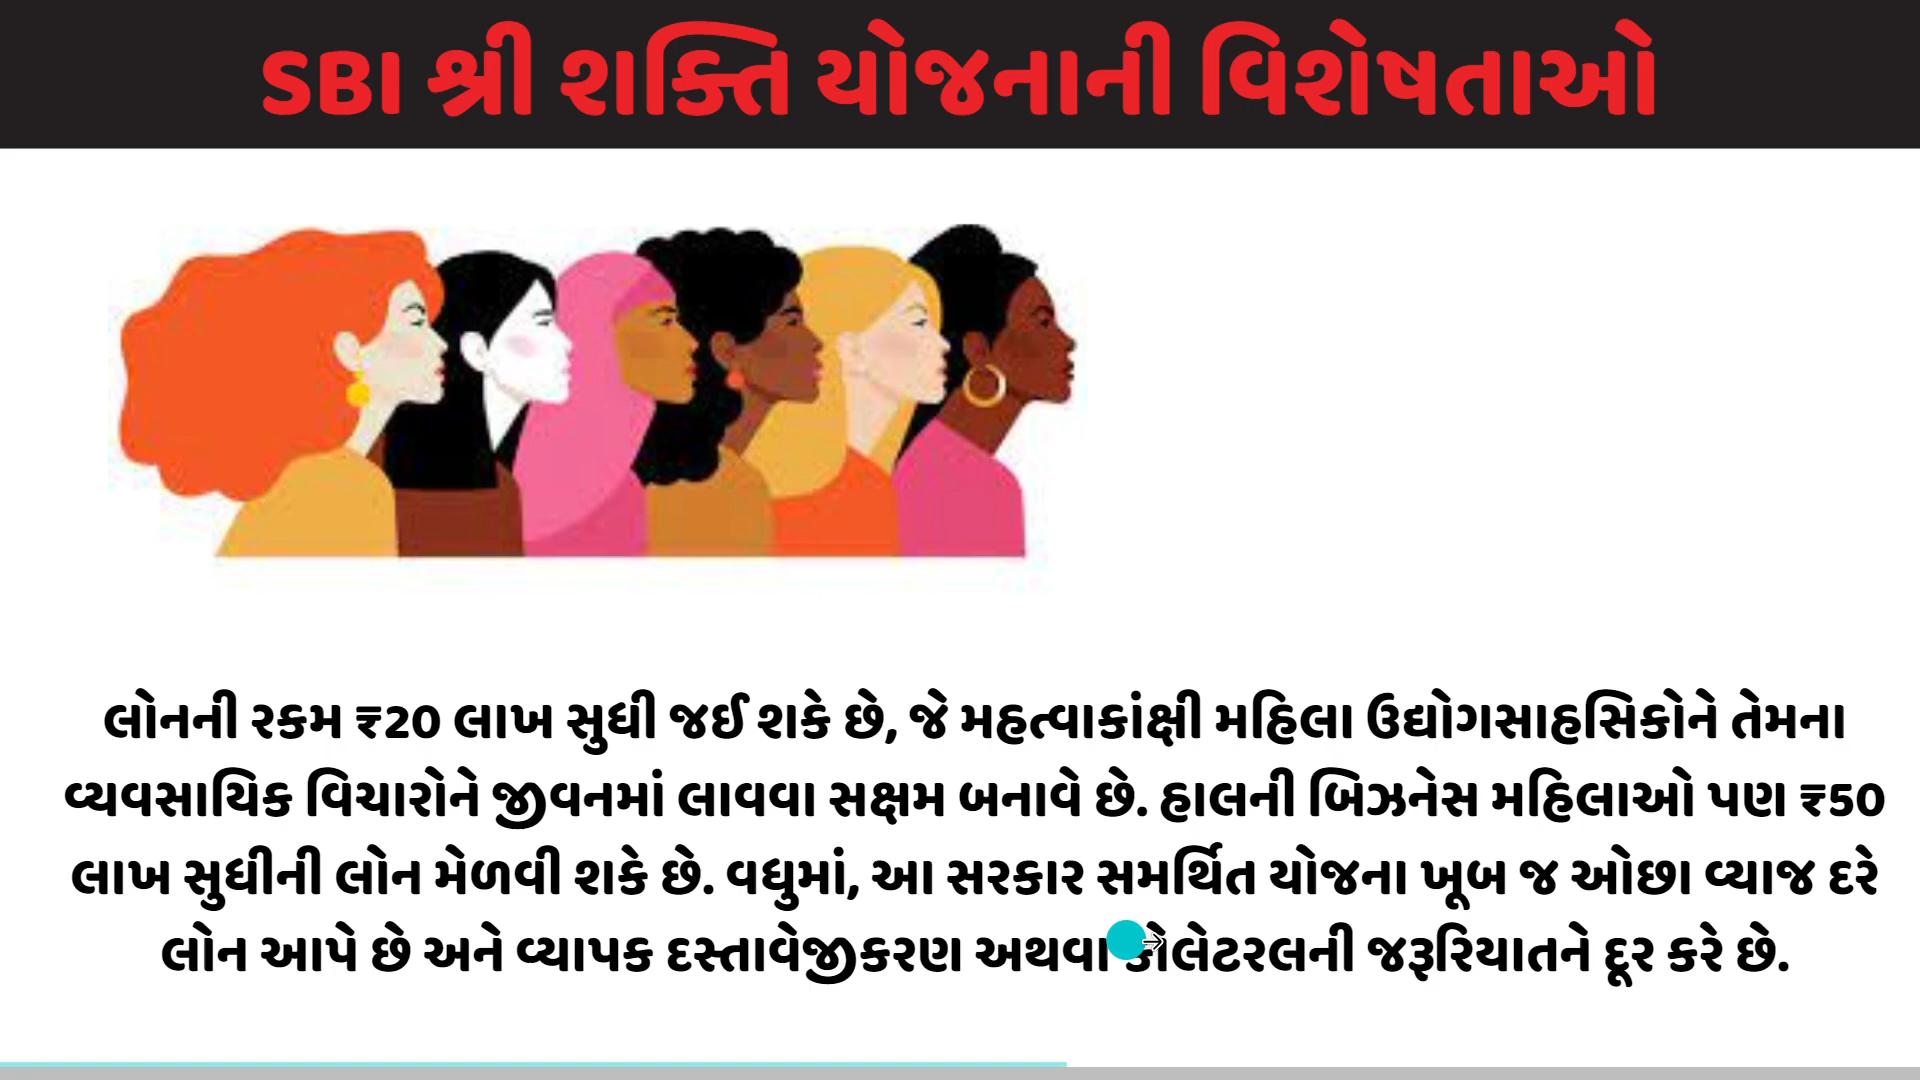 SBI શ્રી શક્તિ યોજનાની વિશેષતાઓ
લોનની રકમ ₹20 લાખ સુધી જઈ શકે છે, જે મહત્વાકાંક્ષી મહિલા ઉદ્યોગસાહસિકોને તેમના
વ્યવસાયિક વિચારોને જીવનમાં લાવવા સક્ષમ બનાવે છે. હાલની બિઝનેસ મહિલાઓ પણ ₹50
લાખ સુધીની લોન મેળવી શકે છે. વધુમાં, આ સરકાર સમર્થિત યોજના ખૂબ જ ઓછા વ્યાજ દરે
લોન આપે છે અને વ્યાપક દસ્તાવેજીકરણ અથવા કોલેટરલની જરૂરિયાતને દૂર કરે છે.